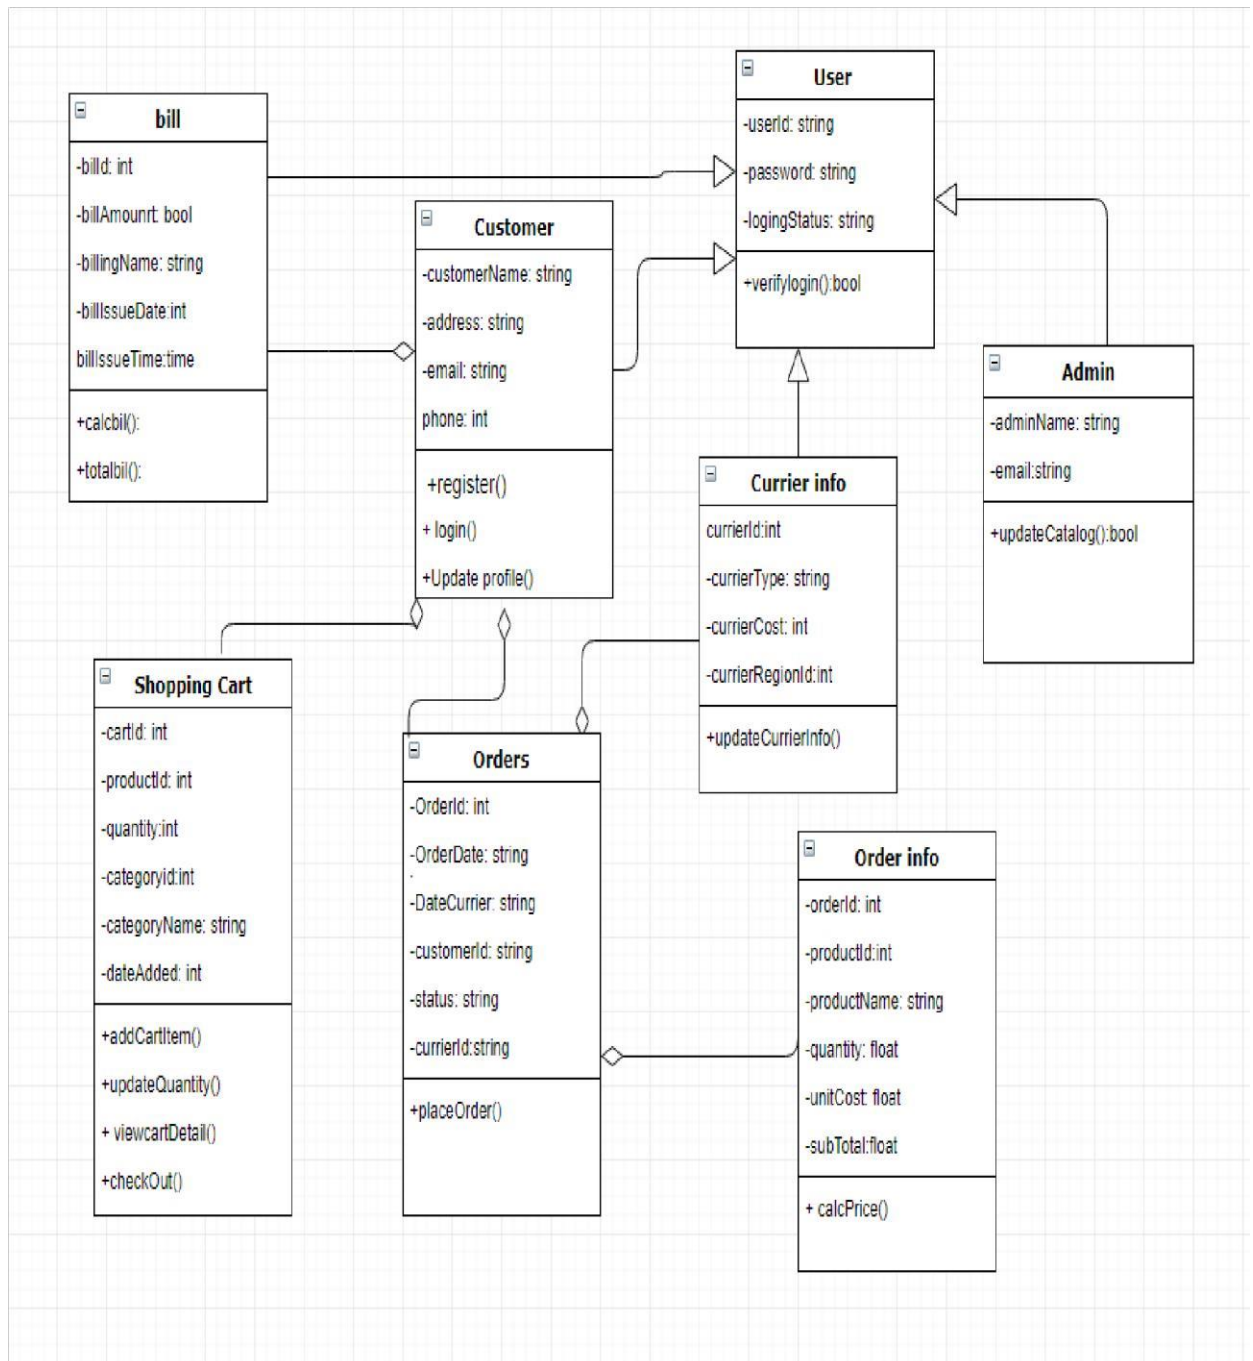 User
-userId: string
-password: string
-logingStatus: string
+verifylogin():bool
bill
-billd: int
-billAmounrt: bool
-billingName: string
-billIssueDate:int
billIssueTime:time
+calcbil():
+totalbil():
Customer
-customerName: string
-address: string
-email: string
phone: int
+register()
+ login()
+Update profile()
Admin
-adminName: string
-email:string
+updateCatalog():bool
Currier info
currierId:int
-currierType: string
-currierCost: int
-currierRegionId:int
+updateCurrierInfo()
Shopping Cart
-cartId: int
-productId: int
-quantity:int
-categoryid:int
-categoryName: string
-dateAdded: int
+addCartItem()
+updateQuantity()
+ viewcartDetail()
+checkOut()
Orders
-OrderId: int
-OrderDate: string
-DateCurrier: string
-customerId: string
-status: string
-currierId:string
+placeOrder()
Order info
-orderId: int
-productId:int
-productName: string
-quantity: float
-unitCost: float
-subTotal:float
+ calcPrice()